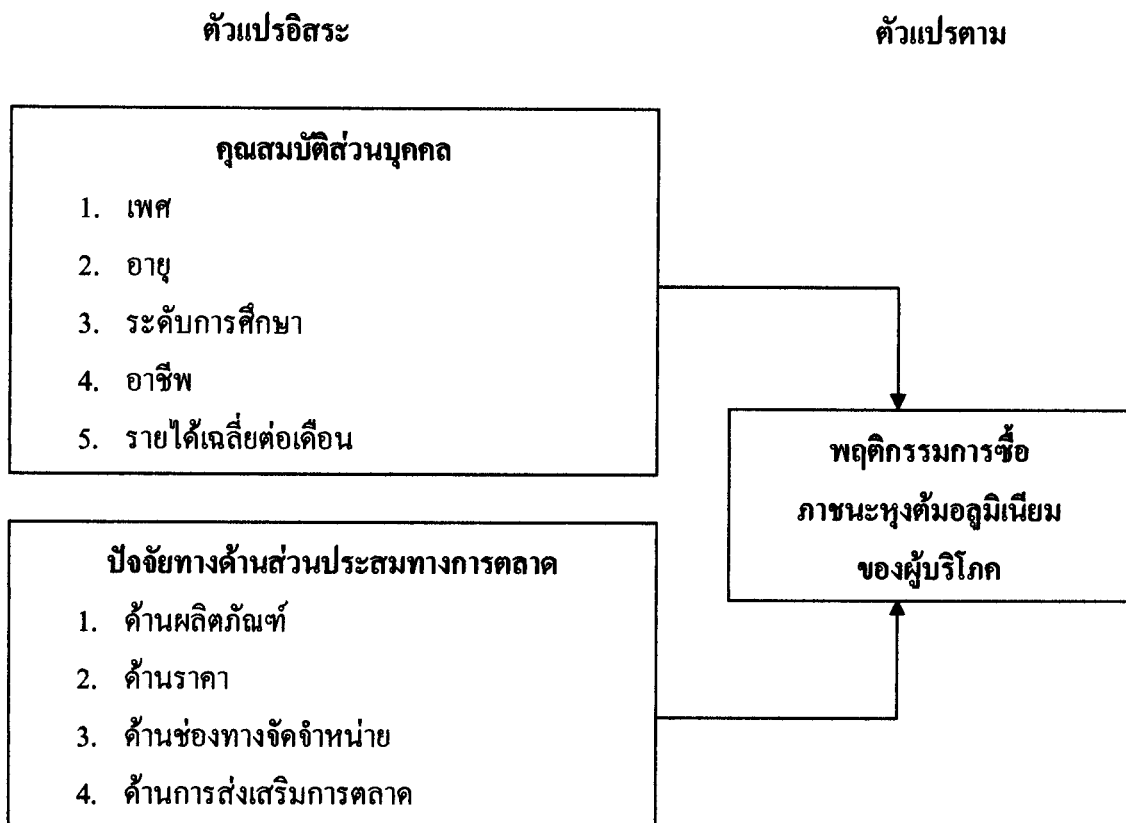 ตัวแปรอิสระ
ตัวแปรตาม
คุณสมบัติส่วนบุคคล
1. เพศ
2. อายุ
3. ระดับการศึกษา
4. อาชีพ
5. รายได้เฉลี่ยต่อเดือน
ปัจจัยทางด้านส่วนประสมทางการตลาด
1. ด้านผลิตภัณฑ์
2. ด้านราคา
3. ด้านช่องทางจัดจำหน่าย
4. ด้านการส่งเสริมการตลาด
พฤติกรรมการซื้อ
ภาชนะหุงต้มอลูมิเนียม
ของผู้บริโภค